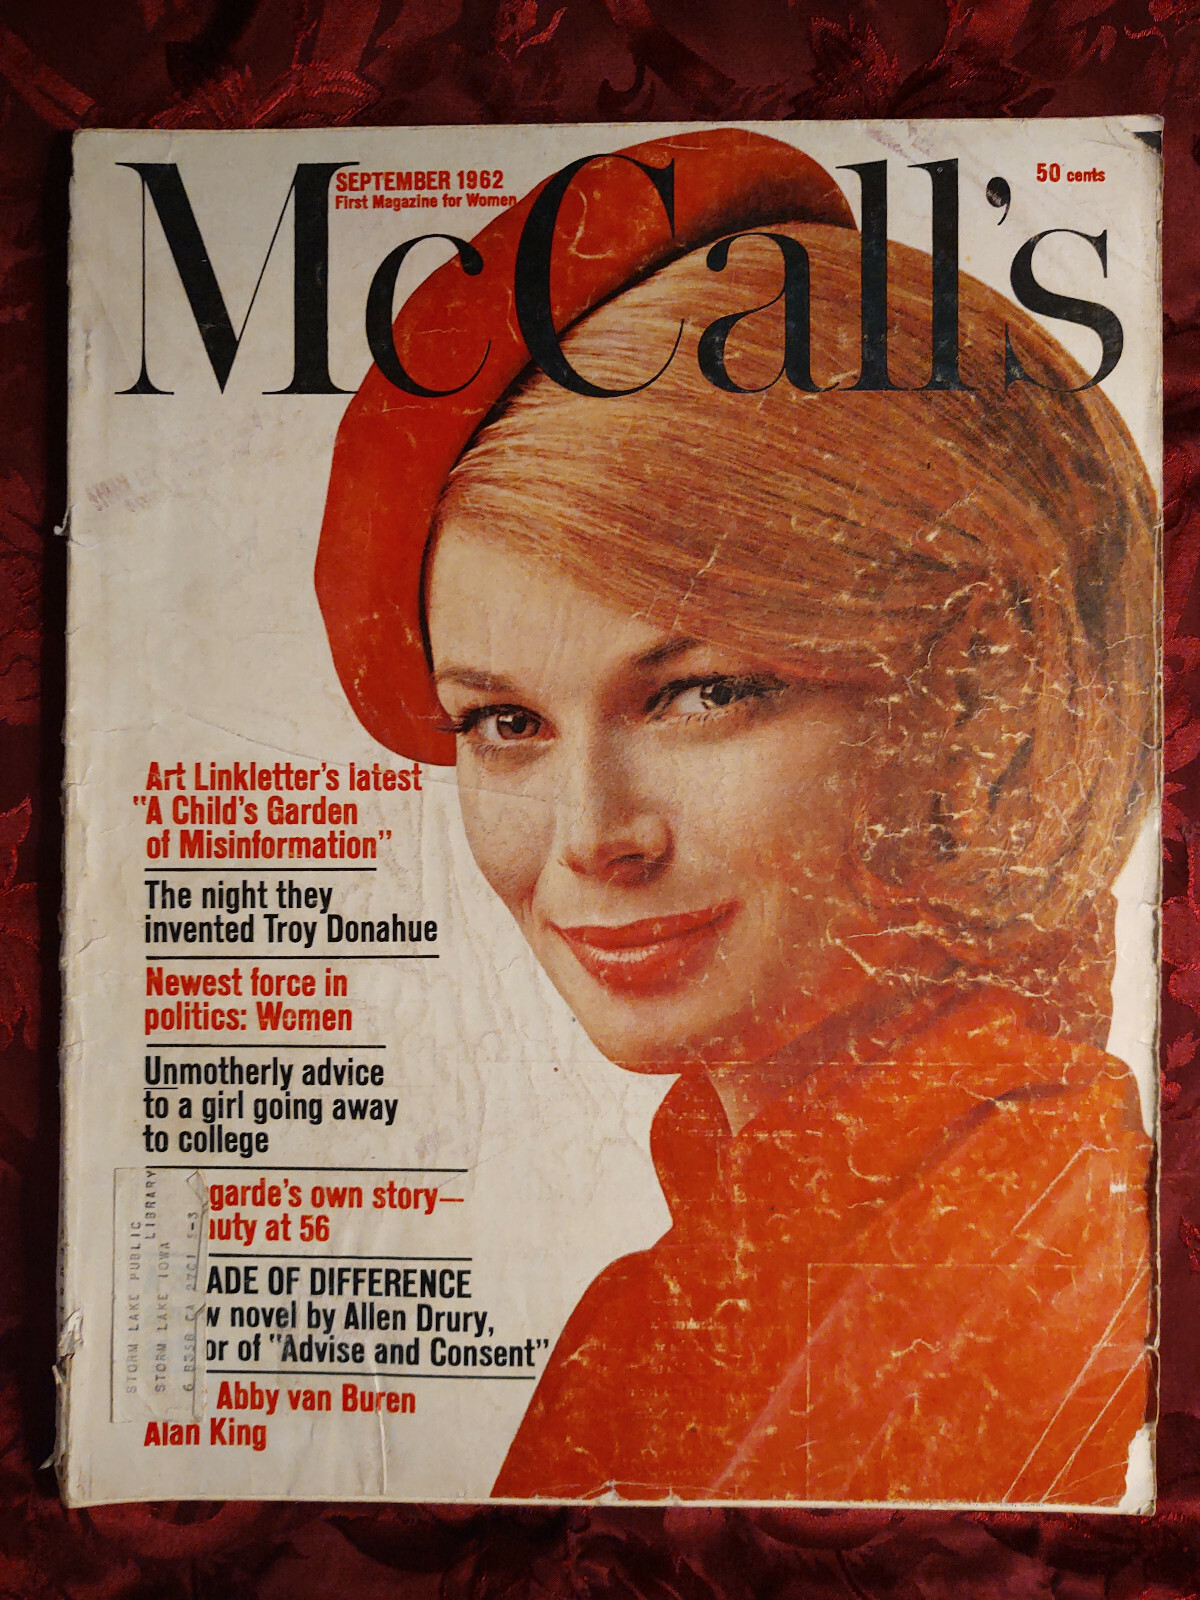 McCall's
SEPTEMBER 1962
First Magazine for Women
50 cents
Art Linkletter's latest
"A Child's Garden
of Misinformation"
The night they
invented Troy Donahue
Newest force in
politics: Women
Unmotherly advice
to a girl going away
to college
garde's own story—
uty at 56
ADE OF DIFFERENCE
w novel by Allen Drury,
or of "Advise and Consent"
Abby van Buren
Alan King
STORM LAKE PUBLIC
LIBRARY
STORM LAKE IOWA